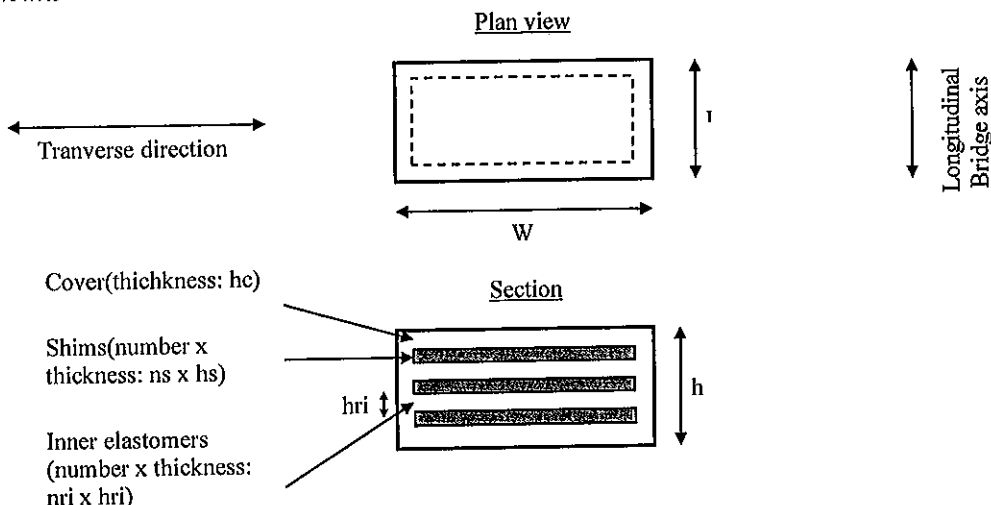 Plan view
Tranverse direction
W
Longitudinal
Bridge axis
Cover(thichkness: hc)
Section
Shims(number x
thickness: ns x hs)
hri
h
Inner elastomers
(number x thickness:
nri x hri)